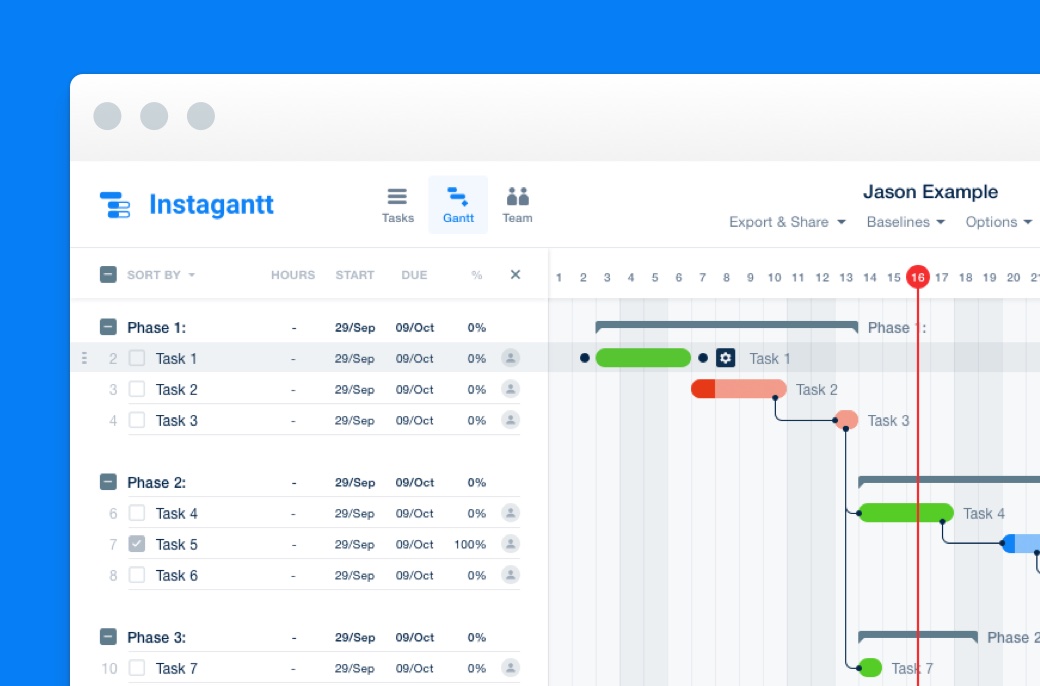 Instagantt
Tasks
Gantt
Team
Jason Example
Export & Share
Baselines
Options
SORT BY HOURS START DUE %
1 2 3 4 5 6 7 8 9 10 11 12 13 14 15 16 17 18 19 20 21
Phase 1: - 29/Sep 09/Oct 0% Phase 1:
2 Task 1 - 29/Sep 09/Oct 0% Task 1
3 Task 2 - 29/Sep 09/Oct 0% Task 2
4 Task 3 - 29/Sep 09/Oct 0% Task 3
Phase 2: - 29/Sep 09/Oct 0%
6 Task 4 - 29/Sep 09/Oct 0% Task 4
7 Task 5 - 29/Sep 09/Oct 100%
8 Task 6 - 29/Sep 09/Oct 0%
Phase 3: - 29/Sep 09/Oct 0% Phase 2
10 Task 7 - 29/Sep 09/Oct 0% Task 7